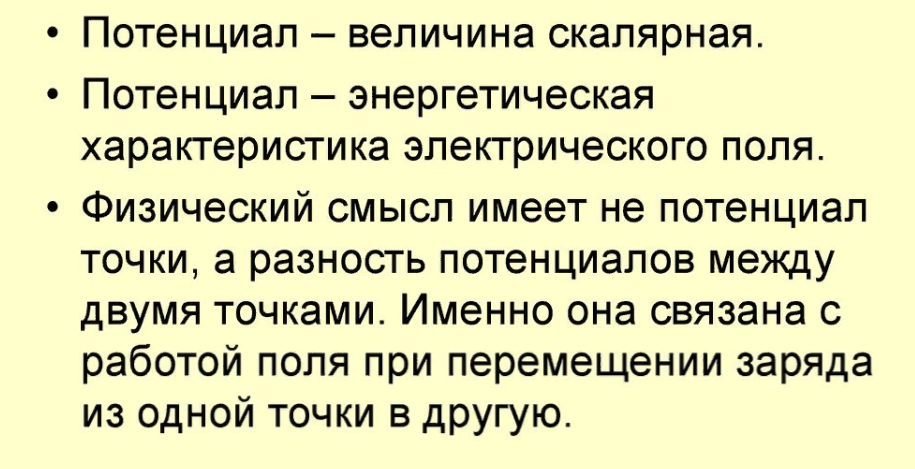 • Потенциал – величина скалярная.
• Потенциал – энергетическая
характеристика электрического поля.
• Физический смысл имеет не потенциал
точки, а разность потенциалов между
двумя точками. Именно она связана с
работой поля при перемещении заряда
из одной точки в другую.